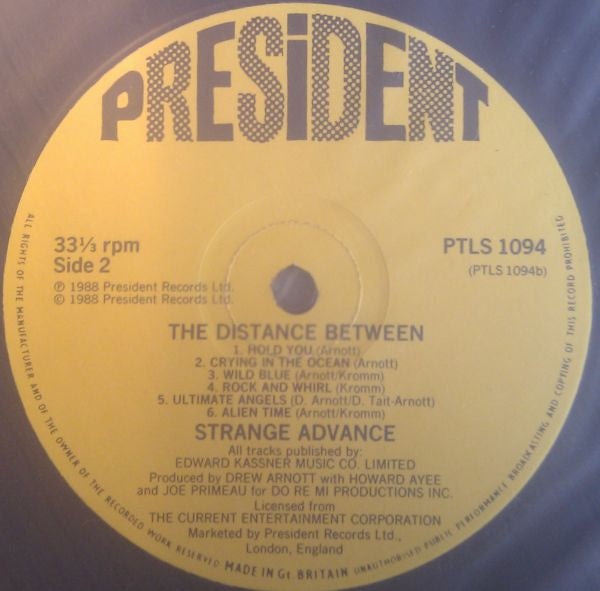 PRESiDENT
33⅓ rpm
Side 2
PTLS 1094
(PTLS 1094b)
℗ 1988 President Records Ltd.
© 1988 President Records Ltd.
THE DISTANCE BETWEEN
1. HOLD YOU (Arnott)
2. CRYING IN THE OCEAN (Arnott)
3. WILD BLUE (Arnott/Kromm)
4. ROCK AND WHIRL (Kromm)
5. ULTIMATE ANGELS (D. Arnott/D. Tait-Arnott)
6. ALIEN TIME (Arnott/Kromm)
STRANGE ADVANCE
All tracks published by:
EDWARD KASSNER MUSIC CO. LIMITED
Produced by DREW ARNOTT with HOWARD AYEE
and JOE PRIMEAU for DO RE MI PRODUCTIONS INC.
Licensed from
THE CURRENT ENTERTAINMENT CORPORATION
Marketed by President Records Ltd.,
London, England
ALL RIGHTS OF THE MANUFACTURER AND OF THE OWNER OF THE RECORDED WORK RESERVED MADE IN Gt BRITAIN UNAUTHORISED PUBLIC PERFORMANCE BROADCASTING AND COPYING OF THIS RECORD PROHIBITED